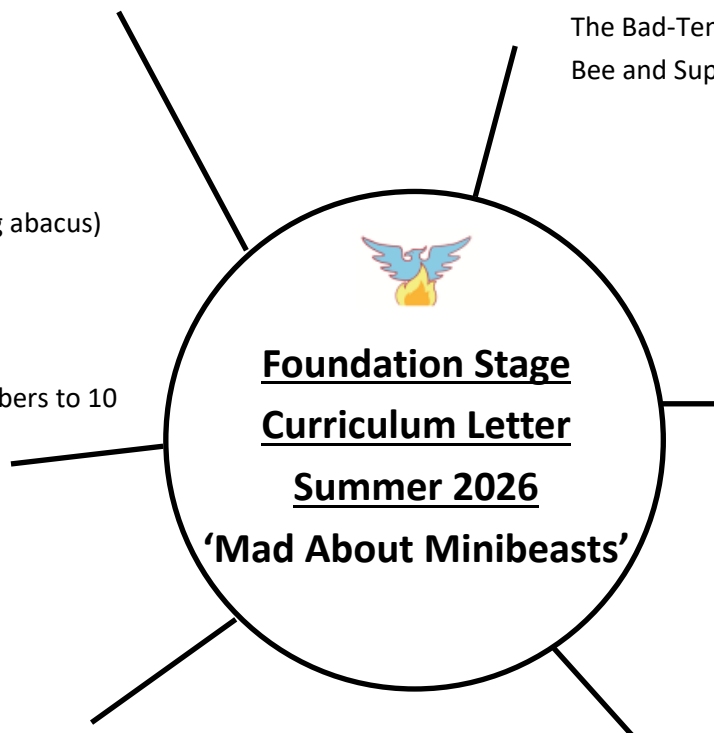 The Bad-Ter
Bee and Sup
abacus)
bers to 10
Foundation Stage
Curriculum Letter
Summer 2026
‘Mad About Minibeasts’